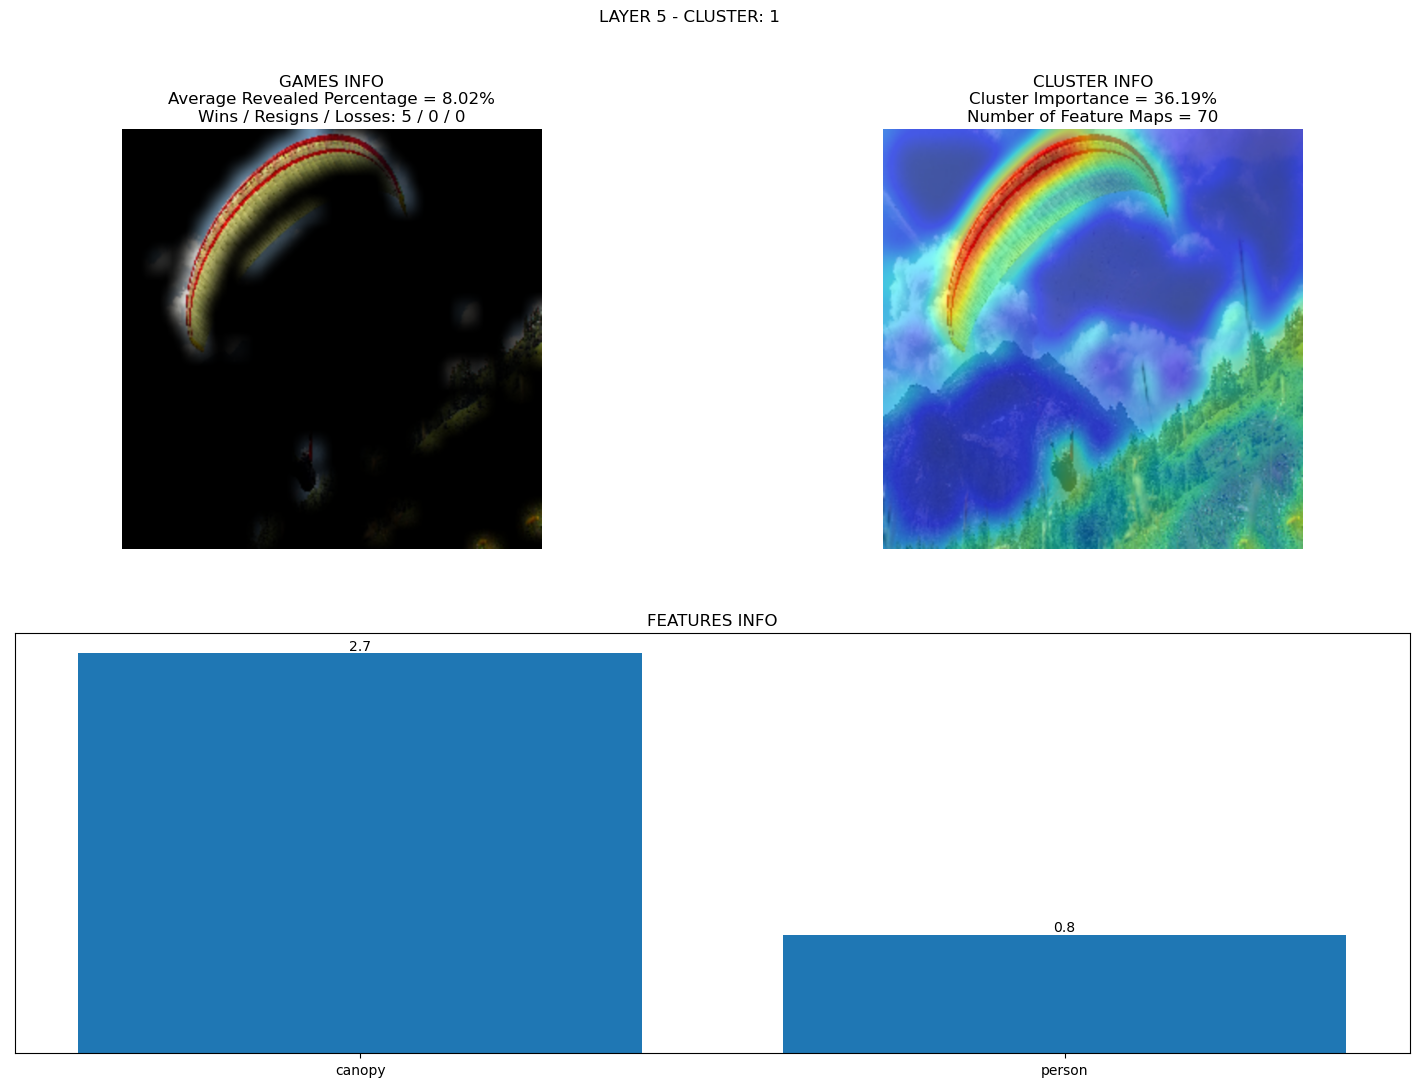 LAYER 5 - CLUSTER: 1
GAMES INFO
Average Revealed Percentage = 8.02%
Wins / Resigns / Losses: 5 / 0 / 0
CLUSTER INFO
Cluster Importance = 36.19%
Number of Feature Maps = 70
FEATURES INFO
2.7
0.8
canopy
person